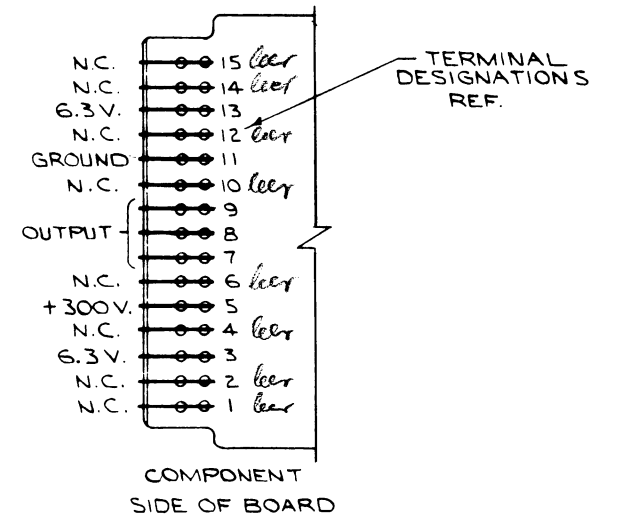 N.C. 15 leer
N.C. 14 leer
6.3 V. 13
N.C. 12 leer
GROUND 11
N.C. 10 leer
9
OUTPUT 8
7
N.C. 6 leer
+300 V. 5
N.C. 4 leer
6.3 V. 3
N.C. 2 leer
N.C. 1 leer
TERMINAL
DESIGNATIONS
REF.
COMPONENT
SIDE OF BOARD